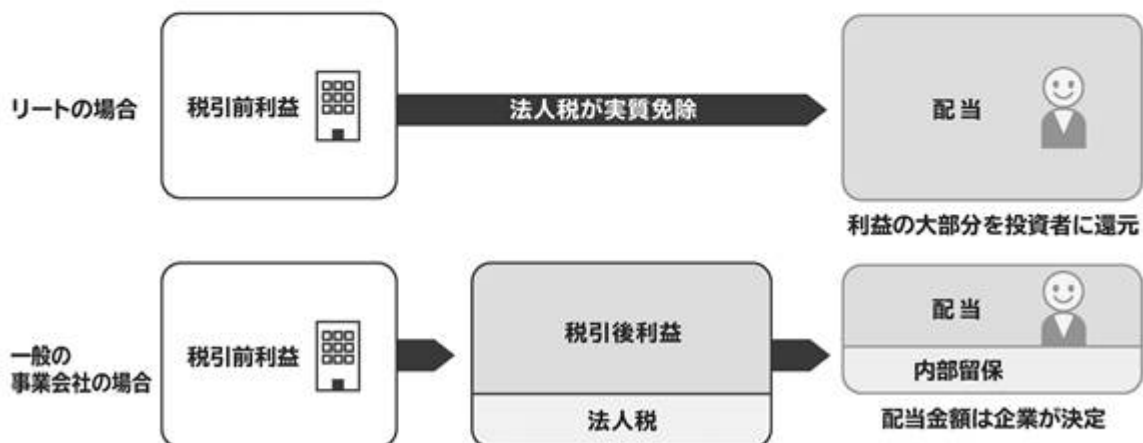 リートの場合
税引前利益
法人税が実質免除
配当
利益の大部分を投資者に還元
一般の
事業会社の場合
税引前利益
税引後利益
法人税
配当
内部留保
配当金額は企業が決定